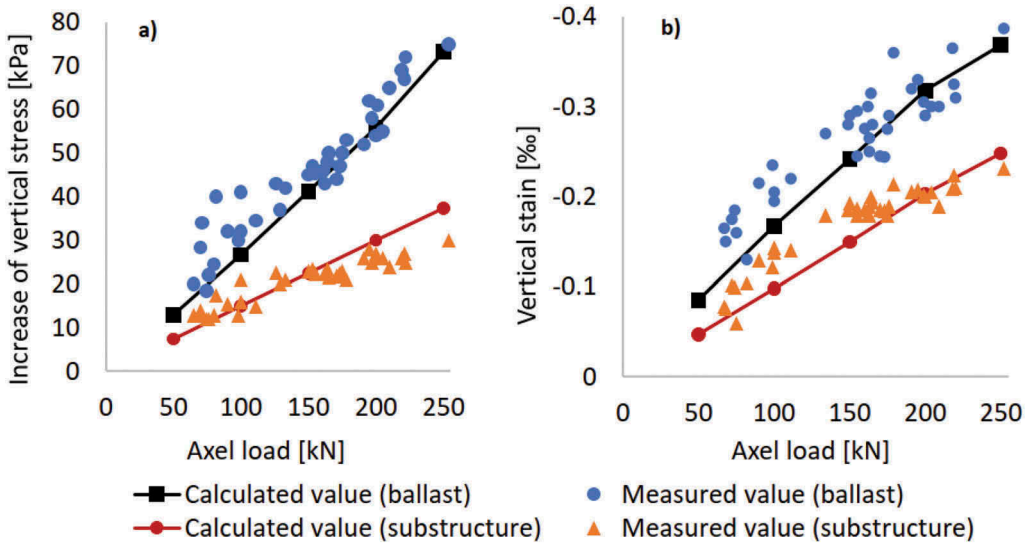 a)
Increase of vertical stress [kPa]
80
70
60
50
40
30
20
10
0
0 50 100 150 200 250
Axel load [kN]
b)
Vertical stain [‰]
-0.4
-0.3
-0.2
-0.1
0
0 50 100 150 200 250
Axel load [kN]
Calculated value (ballast)
Measured value (ballast)
Calculated value (substructure)
Measured value (substructure)